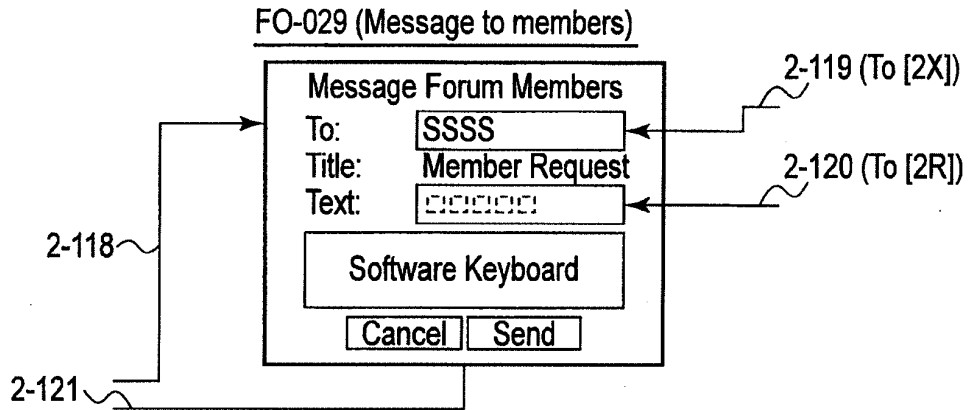 FO-029 (Message to members)
Message Forum Members
2-119 (To [2X])
To: SSSS
Title: Member Request
2-120 (To [2R])
Text: □□□□□
2-118
Software Keyboard
Cancel Send
2-121